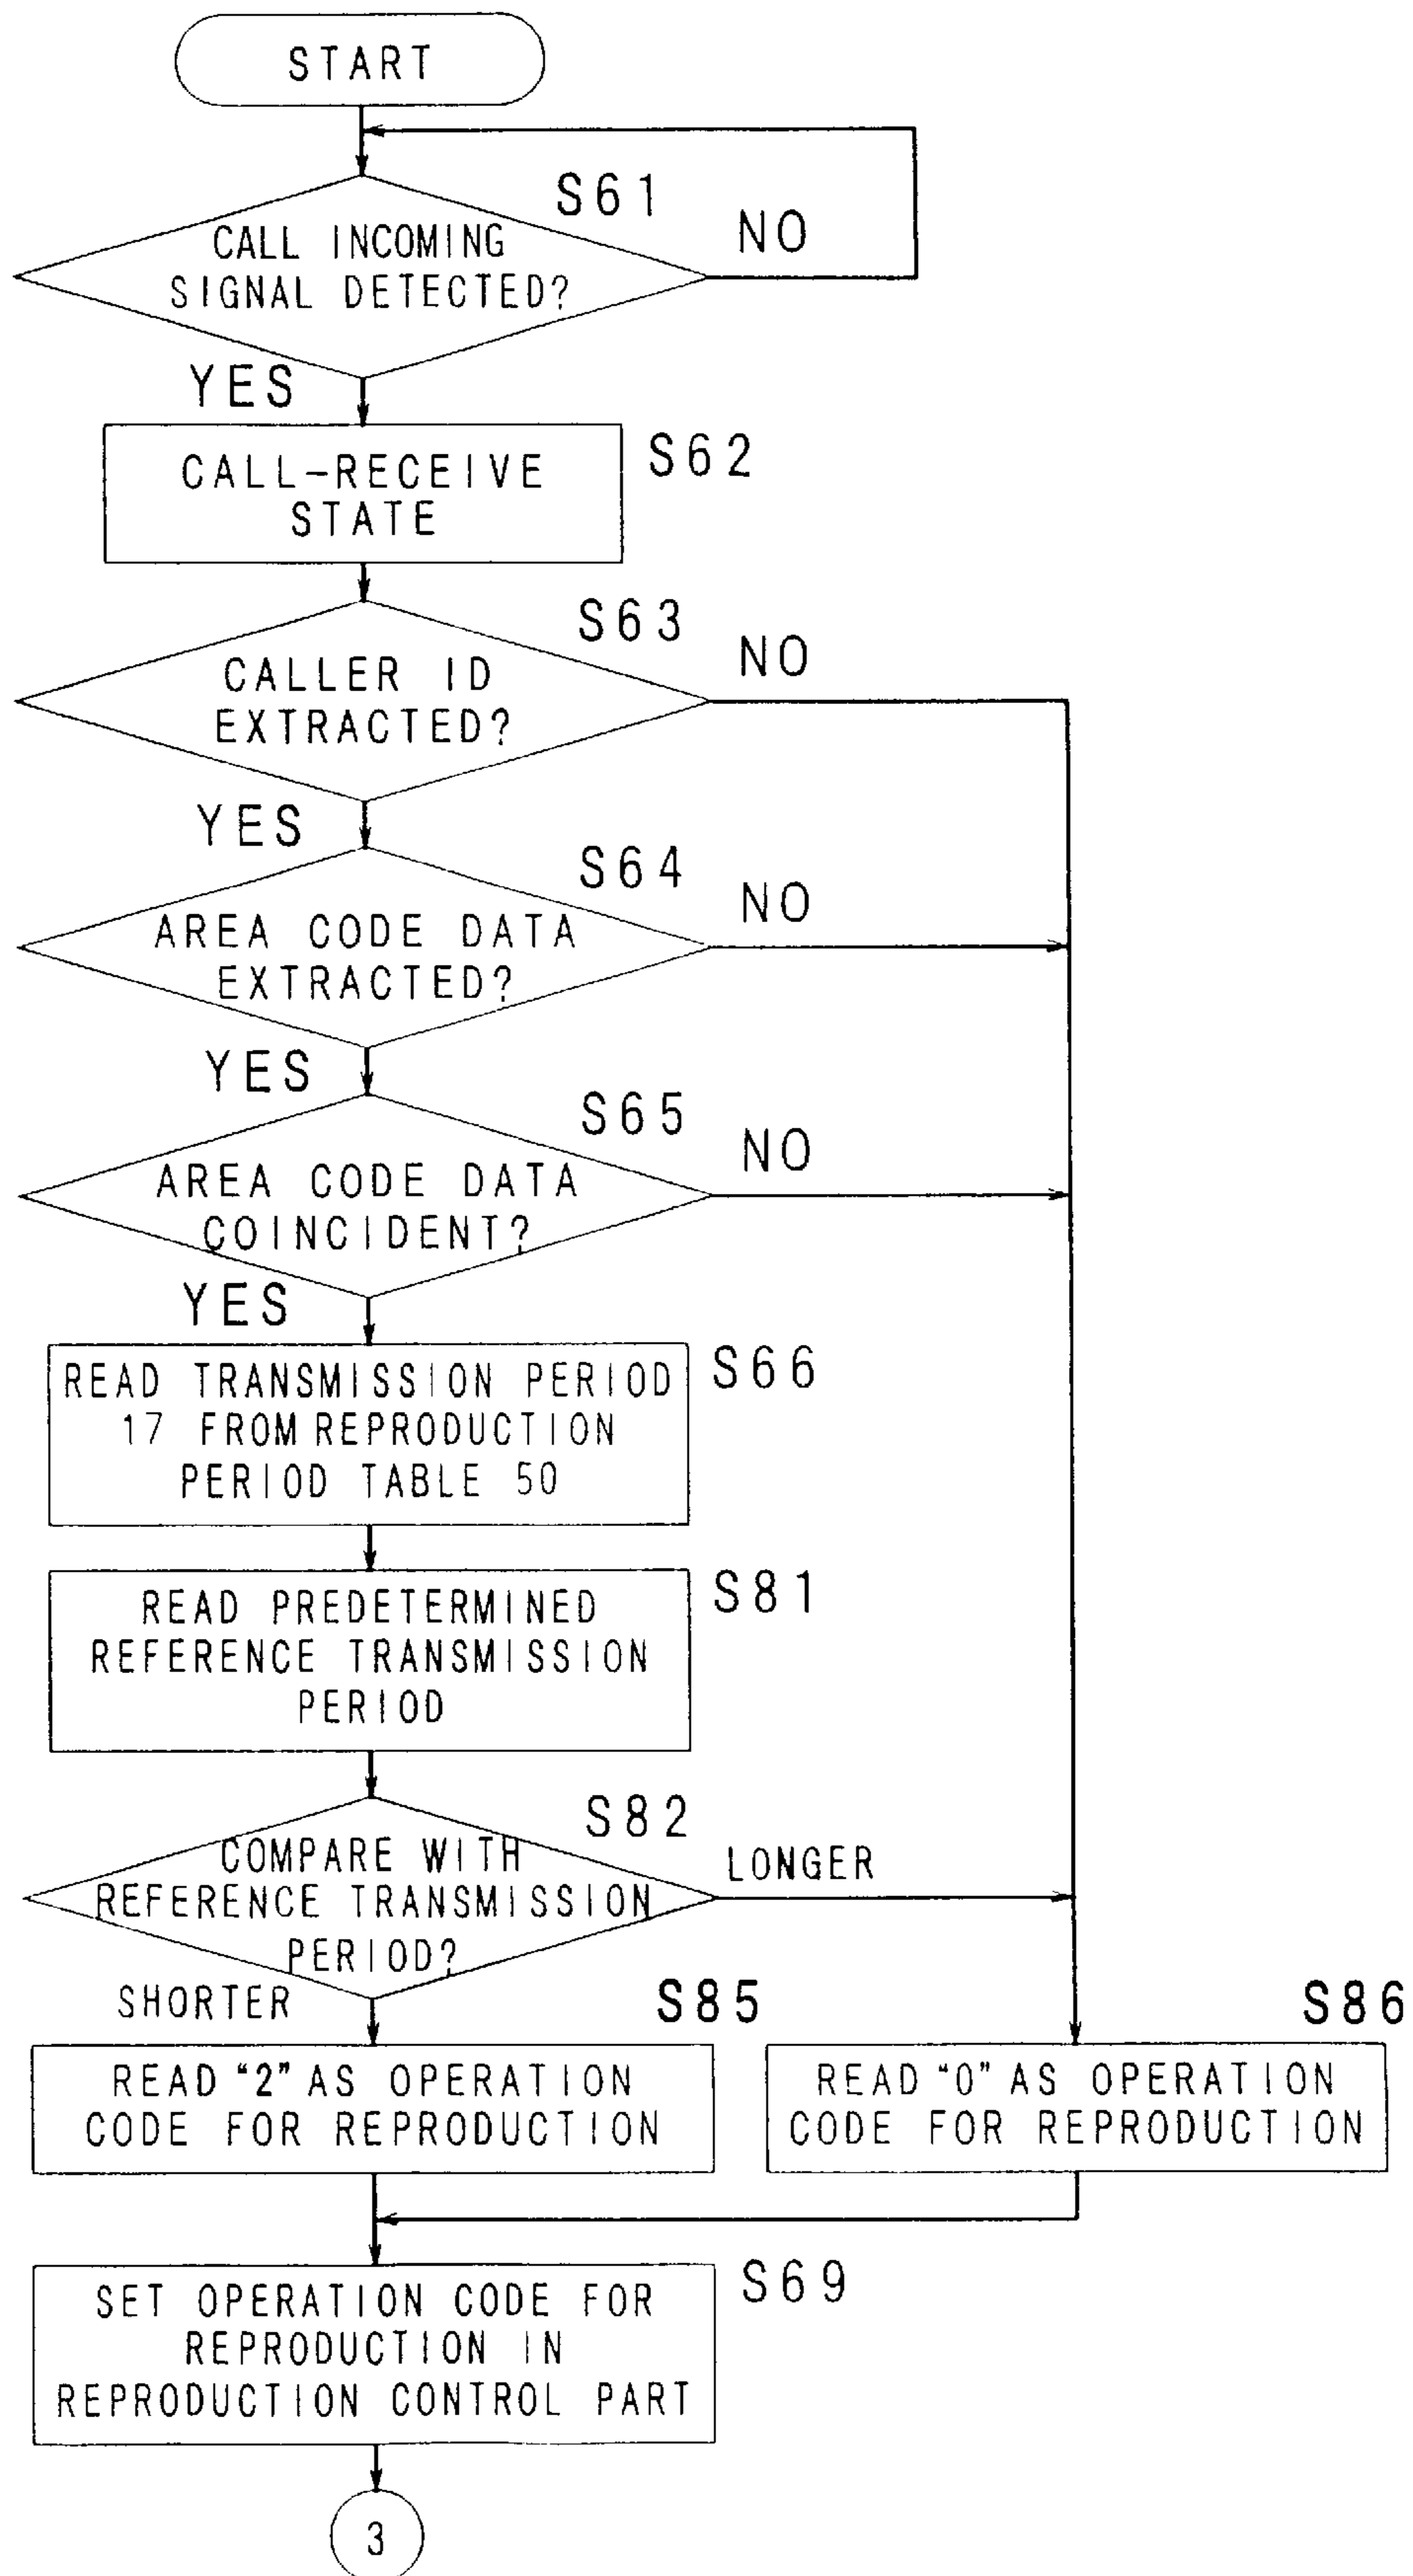 START
S61
CALL INCOMING
SIGNAL DETECTED?
NO
YES
CALL-RECEIVE
STATE
S62
S63
CALLER ID
EXTRACTED?
NO
YES
S64
AREA CODE DATA
EXTRACTED?
NO
YES
S65
AREA CODE DATA
COINCIDENT?
NO
YES
READ TRANSMISSION PERIOD
17 FROM REPRODUCTION
PERIOD TABLE 50
S66
READ PREDETERMINED
REFERENCE TRANSMISSION
PERIOD
S81
S82
COMPARE WITH
REFERENCE TRANSMISSION
PERIOD?
LONGER
SHORTER
S85
READ "2" AS OPERATION
CODE FOR REPRODUCTION
S86
READ "0" AS OPERATION
CODE FOR REPRODUCTION
SET OPERATION CODE FOR
REPRODUCTION IN
REPRODUCTION CONTROL PART
S69
3